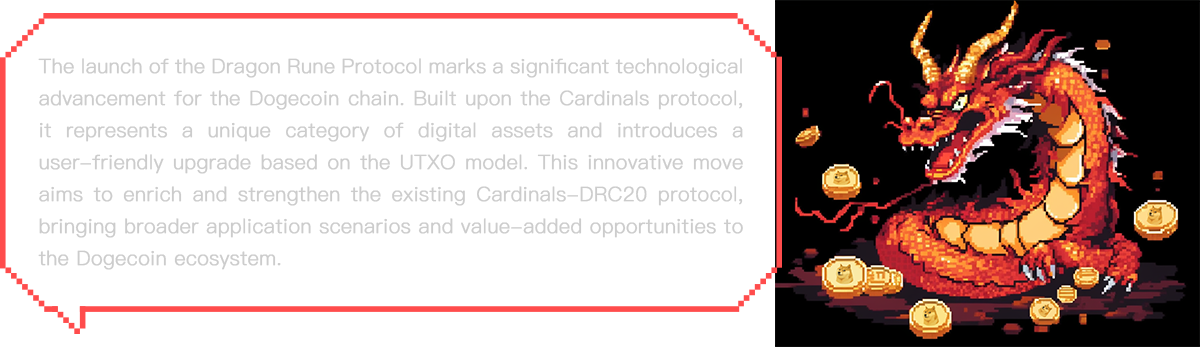 The launch of the Dragon Rune Protocol marks a significant technological
advancement for the Dogecoin chain. Built upon the Cardinals protocol,
it represents a unique category of digital assets and introduces a
user-friendly upgrade based on the UTXO model. This innovative move
aims to enrich and strengthen the existing Cardinals-DRC20 protocol,
bringing broader application scenarios and value-added opportunities to
the Dogecoin ecosystem.